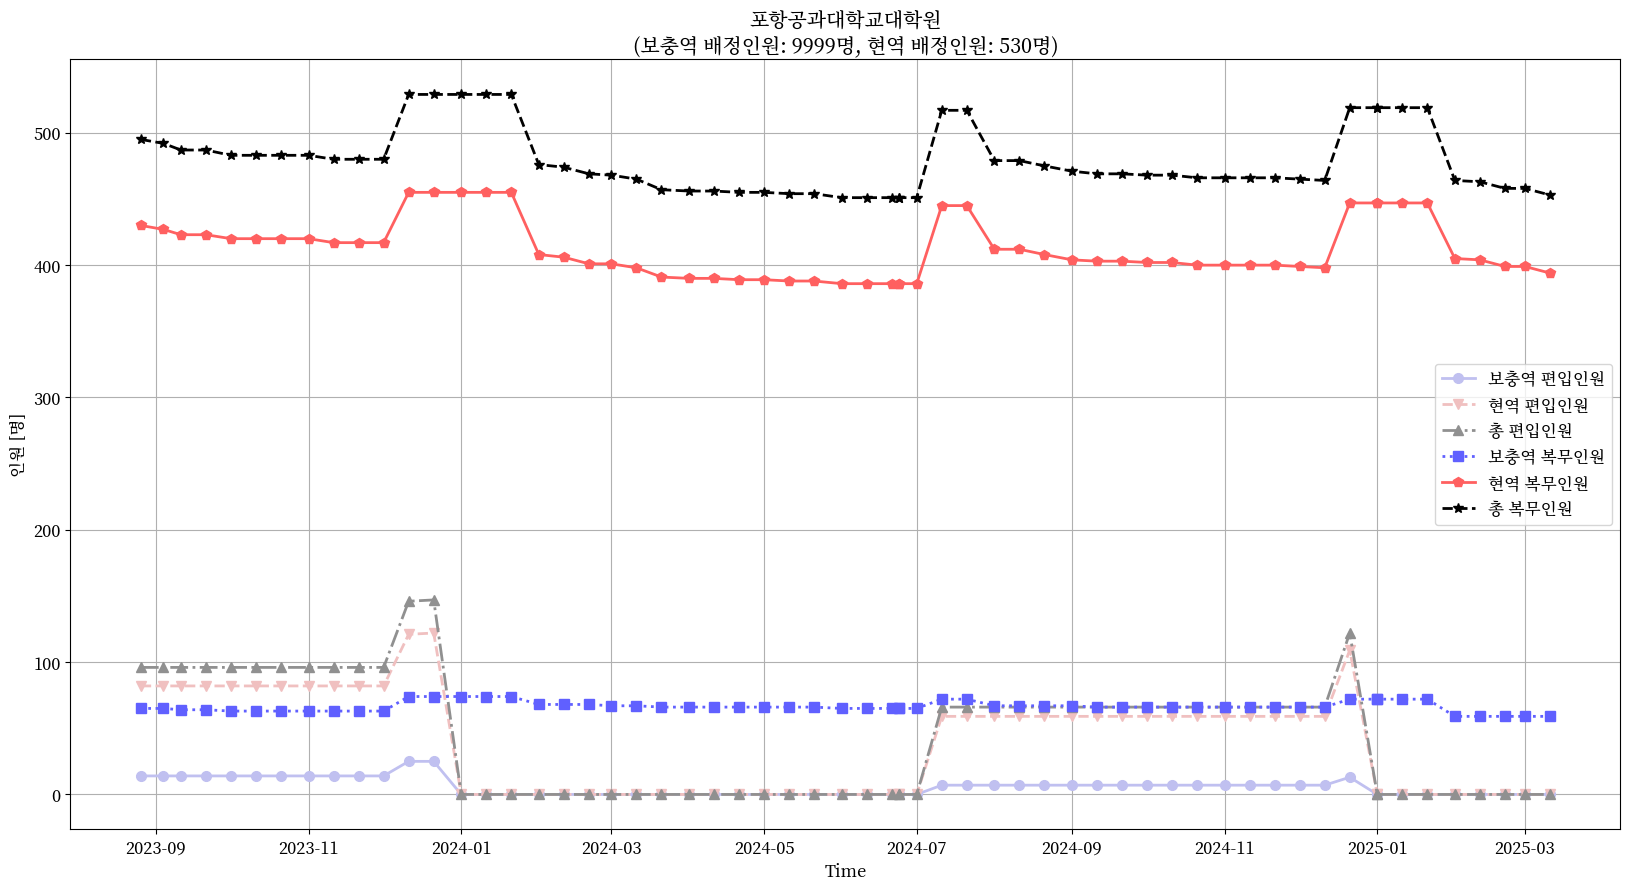 포항공과대학교대학원
(보충역 배정인원: 9999명, 현역 배정인원: 530명)
인원 [명]
500
400
300
200
100
0
보충역 편입인원
현역 편입인원
총 편입인원
보충역 복무인원
현역 복무인원
총 복무인원
2023-09
2023-11
2024-01
2024-03
2024-05
2024-07
2024-09
2024-11
2025-01
2025-03
Time